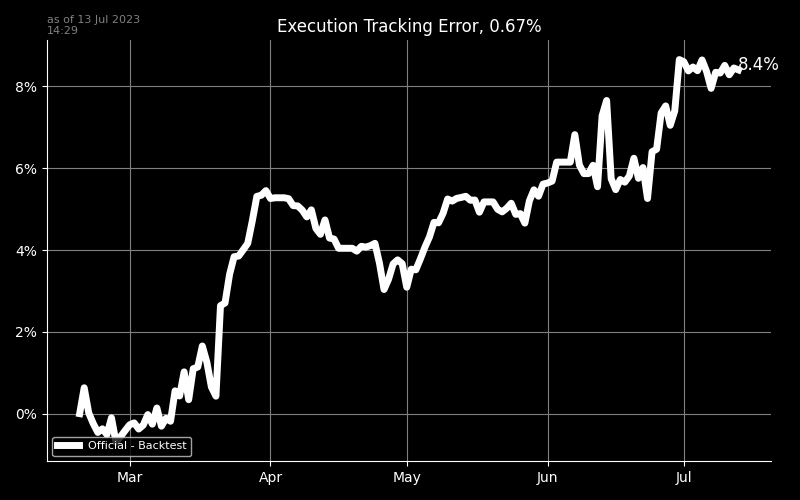 as of 13 Jul 2023
14:29
Execution Tracking Error, 0.67%
8.4%
8%
6%
4%
2%
0%
Official - Backtest
Mar Apr May Jun Jul